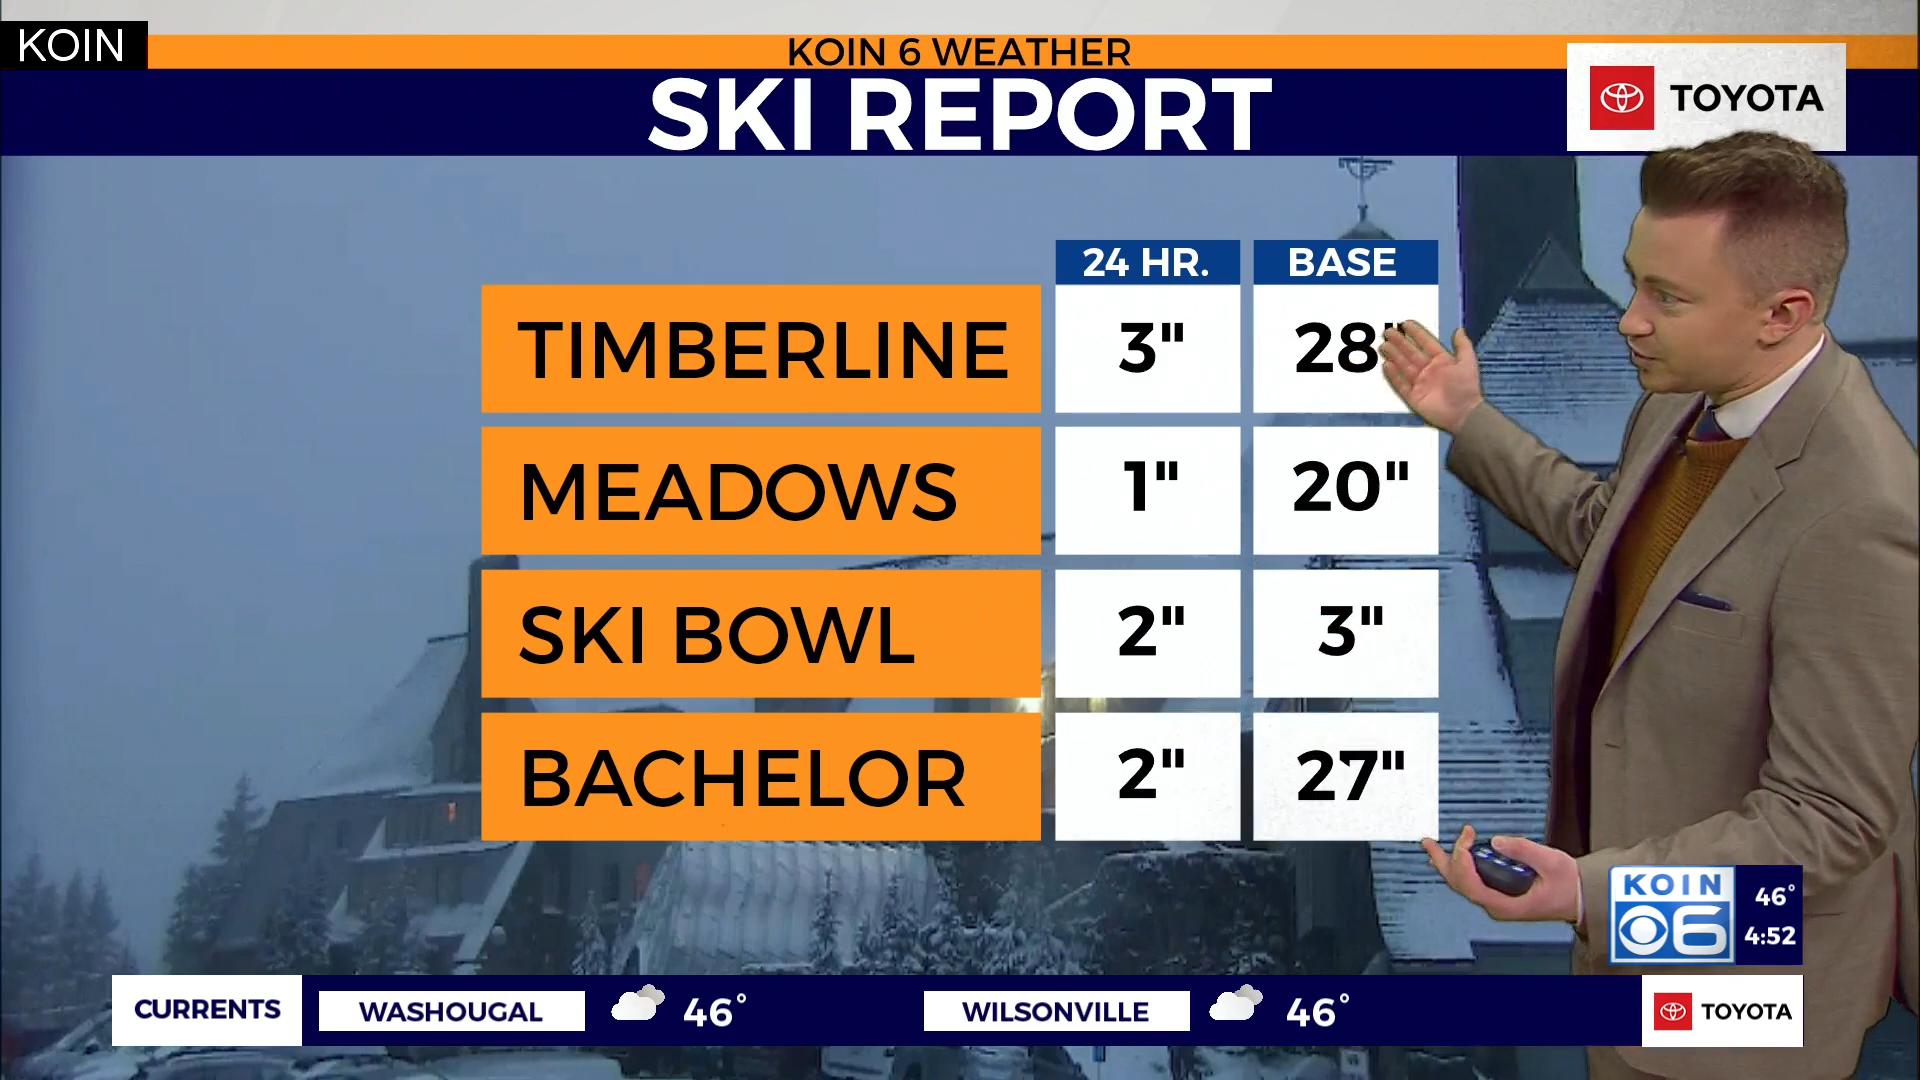 KOIN
KOIN 6 WEATHER
SKI REPORT
TOYOTA
24 HR. BASE
TIMBERLINE 3" 28"
MEADOWS 1" 20"
SKI BOWL 2" 3"
BACHELOR 2" 27"
KOIN
6
46°
4:52
CURRENTS WASHOUGAL 46° WILSONVILLE 46° TOYOTA